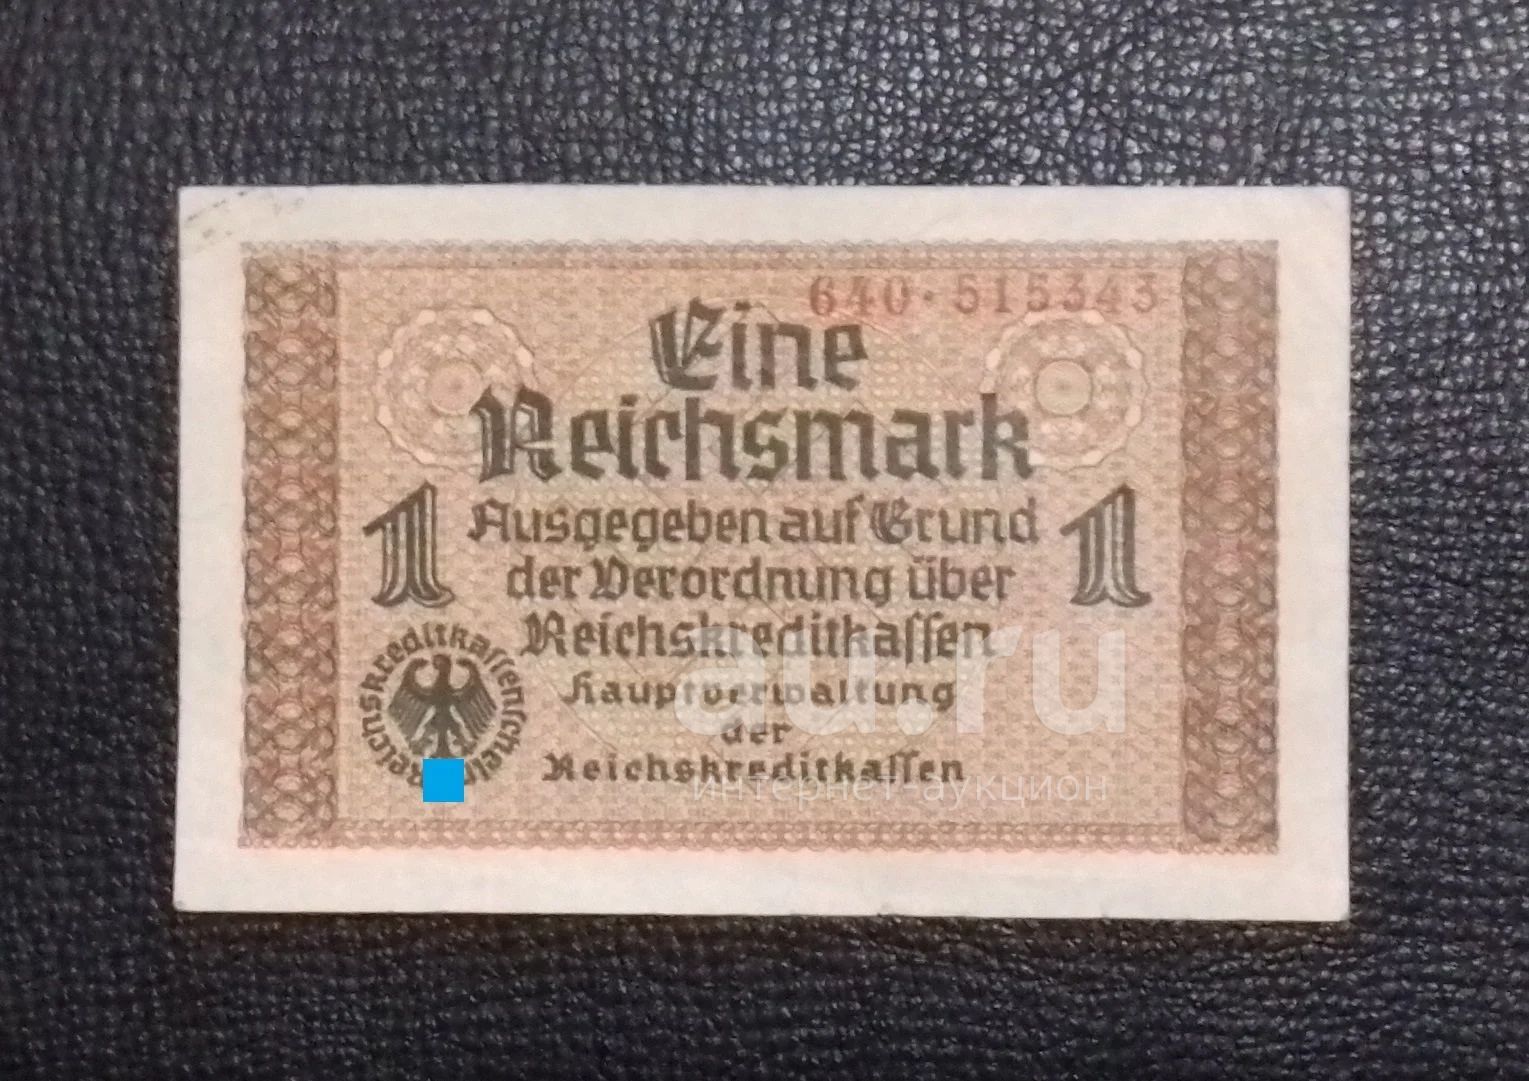 640·515343
Eine
Reichsmark
1 Ausgegeben auf Grund 1
der Verordnung über
Reichskreditkassen
Hauptverwaltung
der
Reichskreditkassen
Reichskreditkassenschein
au.ru
интернет-аукцион